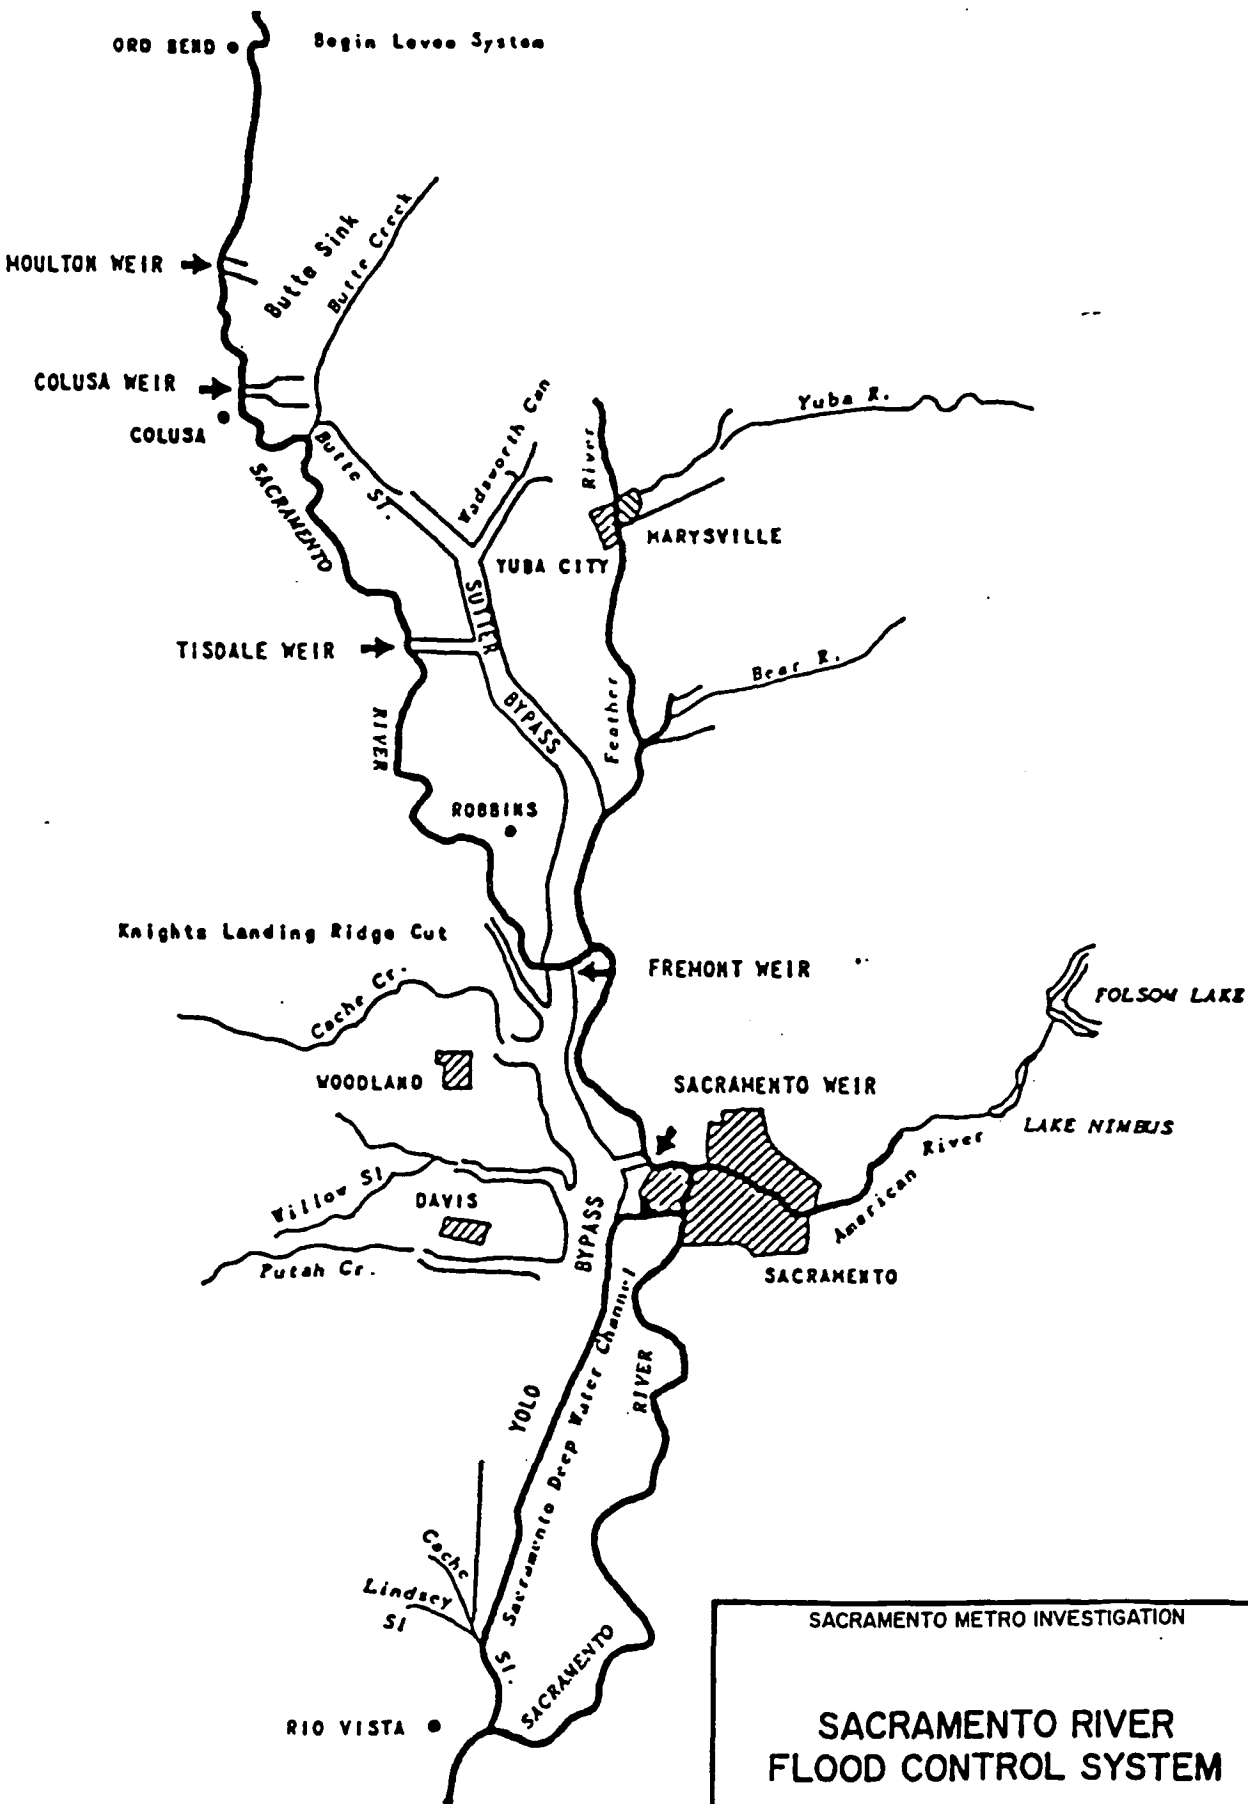 ORD BEND
Begin Levee System
Butte Sink
Butte Creek
MOULTON WEIR
COLUSA WEIR
COLUSA
Butte Sl.
Wadsworth Can
Yuba R.
River
SACRAMENTO
MARYSVILLE
YUBA CITY
SUTTER
TISDALE WEIR
Bear R.
BYPASS
Feather
RIVER
ROBBINS
Knights Landing Ridge Cut
FREMONT WEIR
Cache Cr.
FOLSOM LAKE
WOODLAND
SACRAMENTO WEIR
LAKE NIMBUS
American River
Willow Sl
DAVIS
BYPASS
Putah Cr.
SACRAMENTO
Sacramento Deep Water Channel
RIVER
YOLO
Cache
Lindsey
Sl
Sl.
SACRAMENTO
RIO VISTA
SACRAMENTO METRO INVESTIGATION
SACRAMENTO RIVER
FLOOD CONTROL SYSTEM